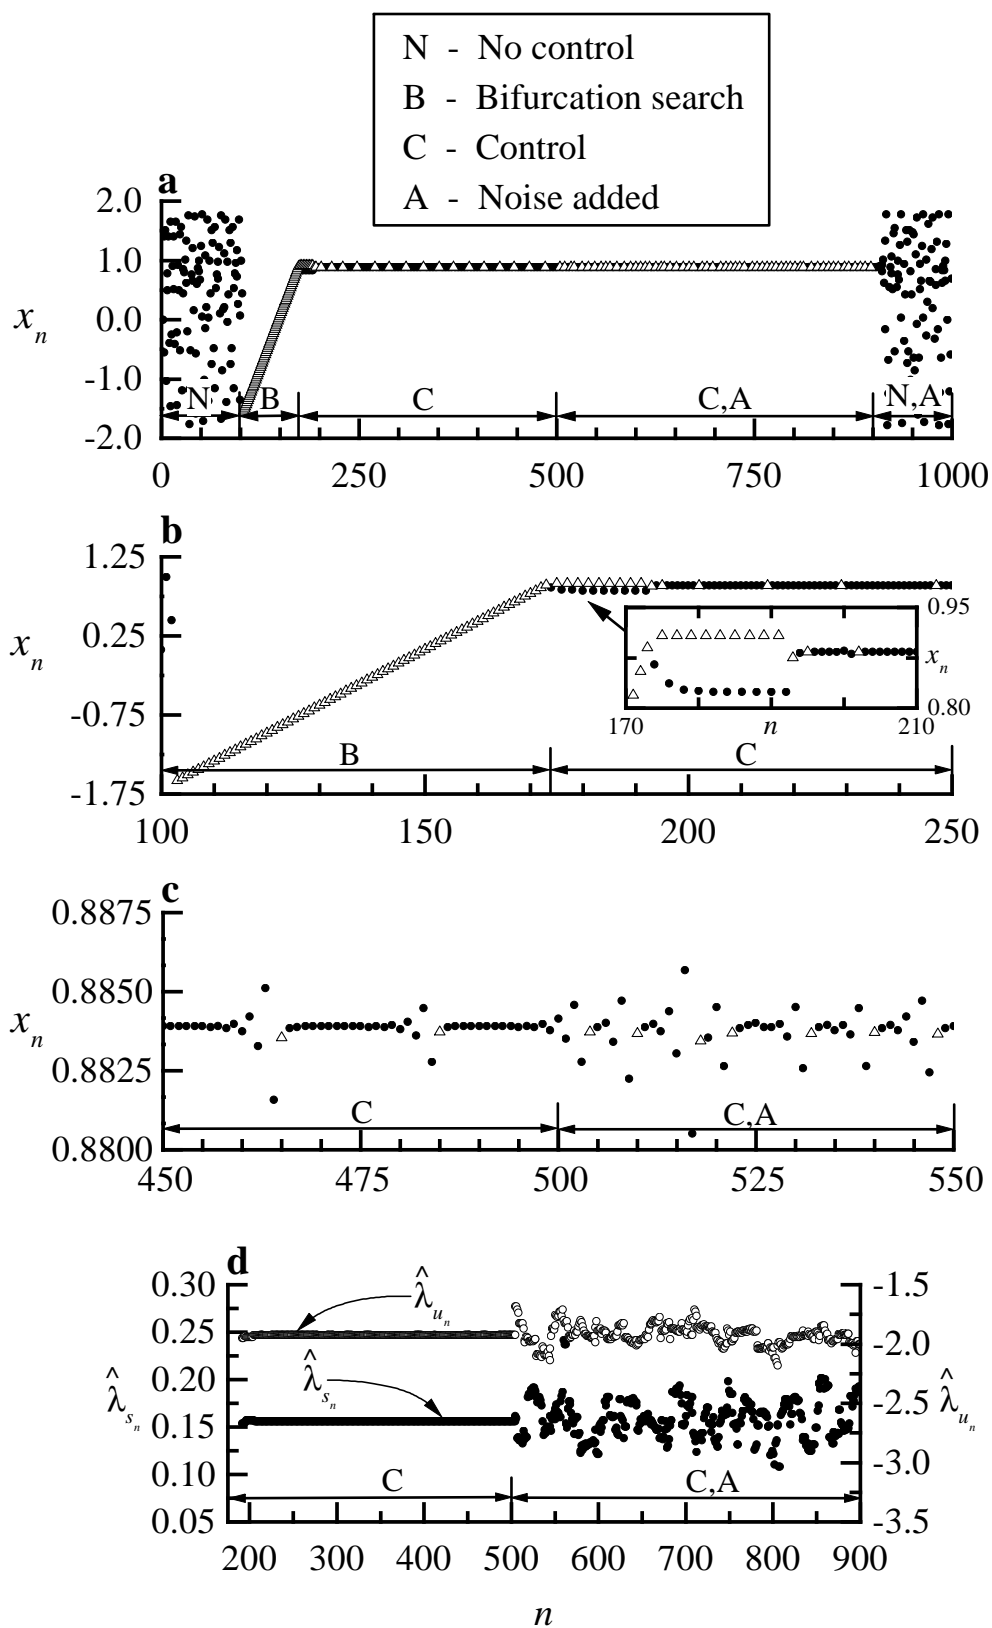 N - No control
B - Bifurcation search
C - Control
A - Noise added
a
2.0
1.0
0.0
-1.0
-2.0
x_n
N
B
C
C,A
N,A
0 250 500 750 1000
b
1.25
0.25
-0.75
-1.75
x_n
0.95
x_n
0.80
170 n 210
B
C
100 150 200 250
c
0.8875
0.8850
0.8825
0.8800
x_n
C
C,A
450 475 500 525 550
d
0.30
0.25
0.20
0.15
0.10
0.05
λ̂_{s_n}
λ̂_{u_n}
λ̂_{s_n}
-1.5
-2.0
-2.5
-3.0
-3.5
λ̂_{u_n}
C
C,A
200 300 400 500 600 700 800 900
n